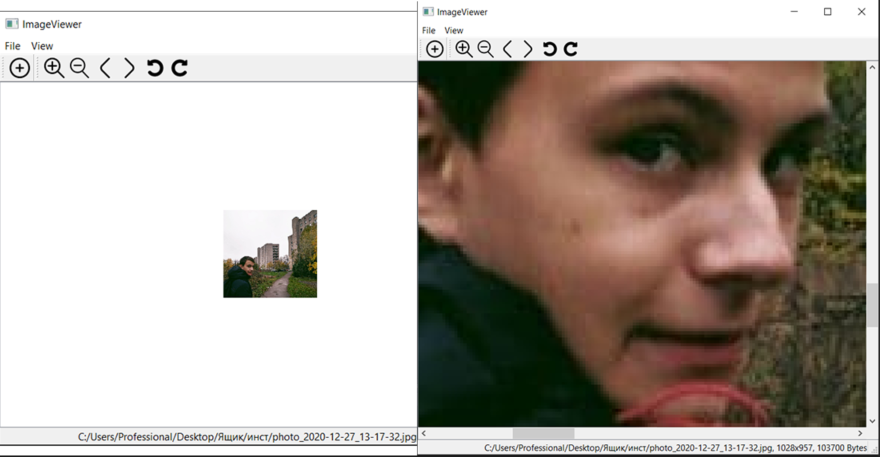 ImageViewer
File View
C:/Users/Professional/Desktop/Ящик/инст/photo_2020-12-27_13-17-32.jpg
ImageViewer
File View
C:/Users/Professional/Desktop/Ящик/инст/photo_2020-12-27_13-17-32.jpg, 1028x957, 103700 Bytes